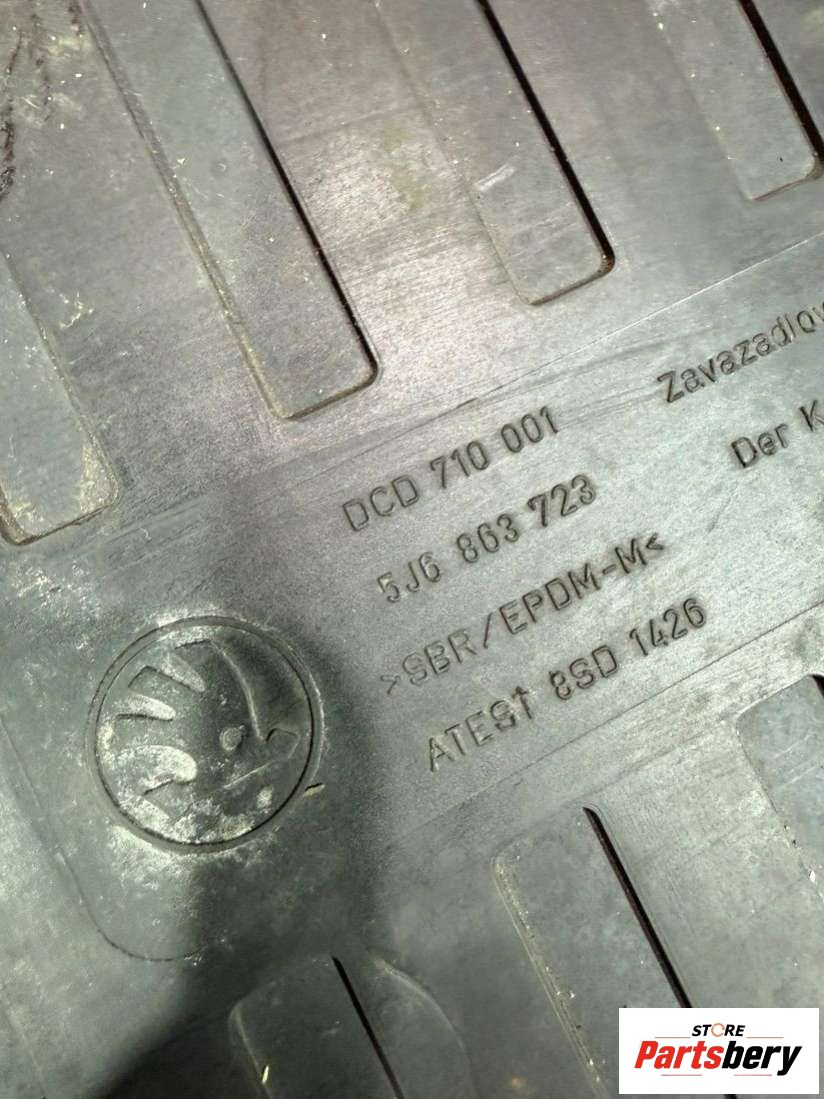 DCD 710 001
5J6 863 723
>SBR/EPDM-M<
ATEST 8SD 1426
Zavazadlov
Der K
STORE
Partsbery